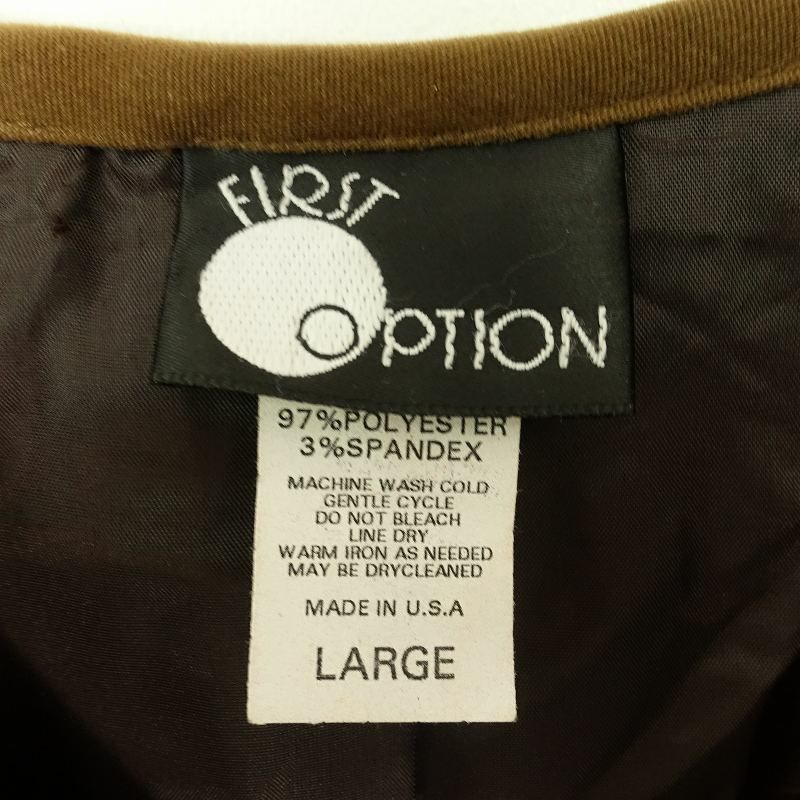 FIRST
OPTION
97%POLYESTER
3%SPANDEX
MACHINE WASH COLD
GENTLE CYCLE
DO NOT BLEACH
LINE DRY
WARM IRON AS NEEDED
MAY BE DRYCLEANED
MADE IN U.S.A
LARGE